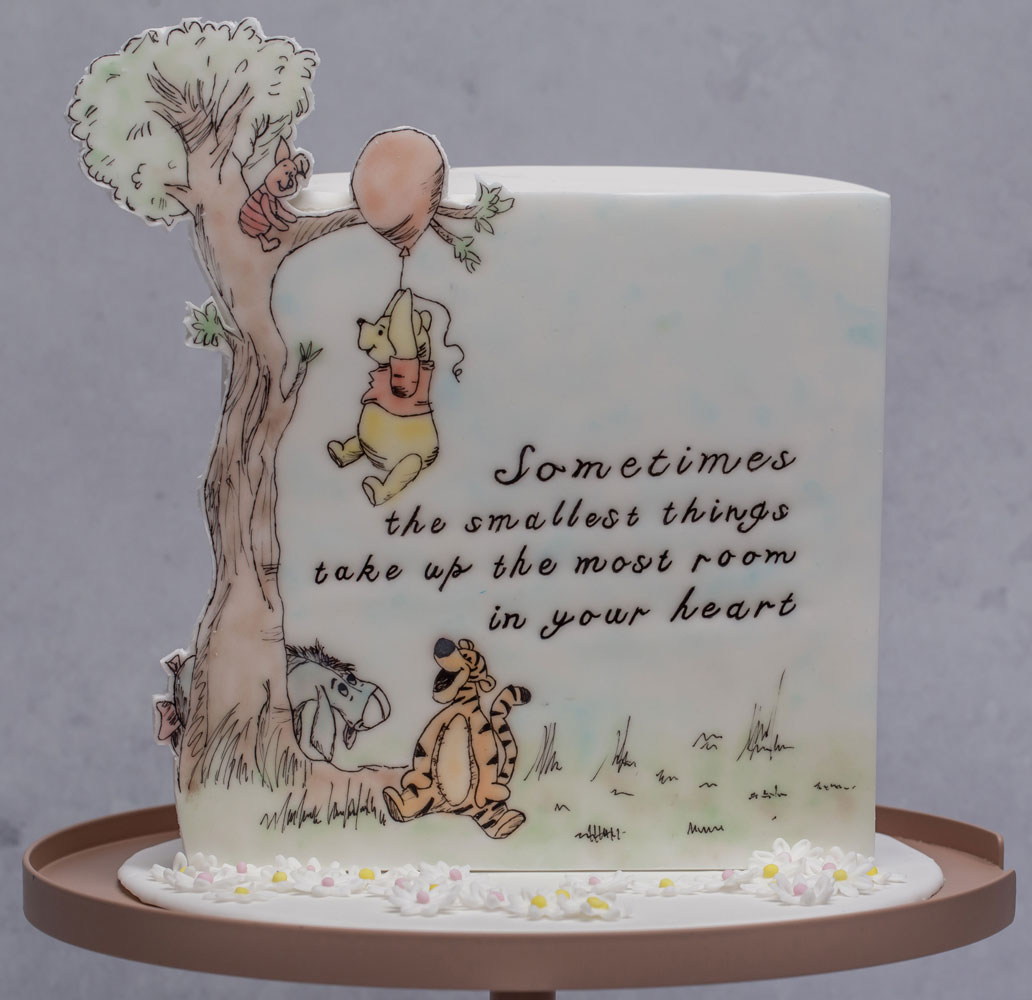 Sometimes
the smallest things
take up the most room
in your heart